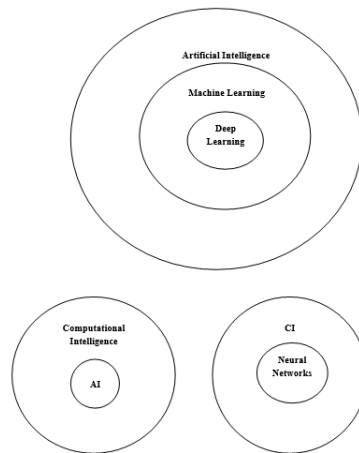 Artificial Intelligence
Machine Learning
Deep
Learning
Computational
Intelligence
AI
CI
Neural
Networks